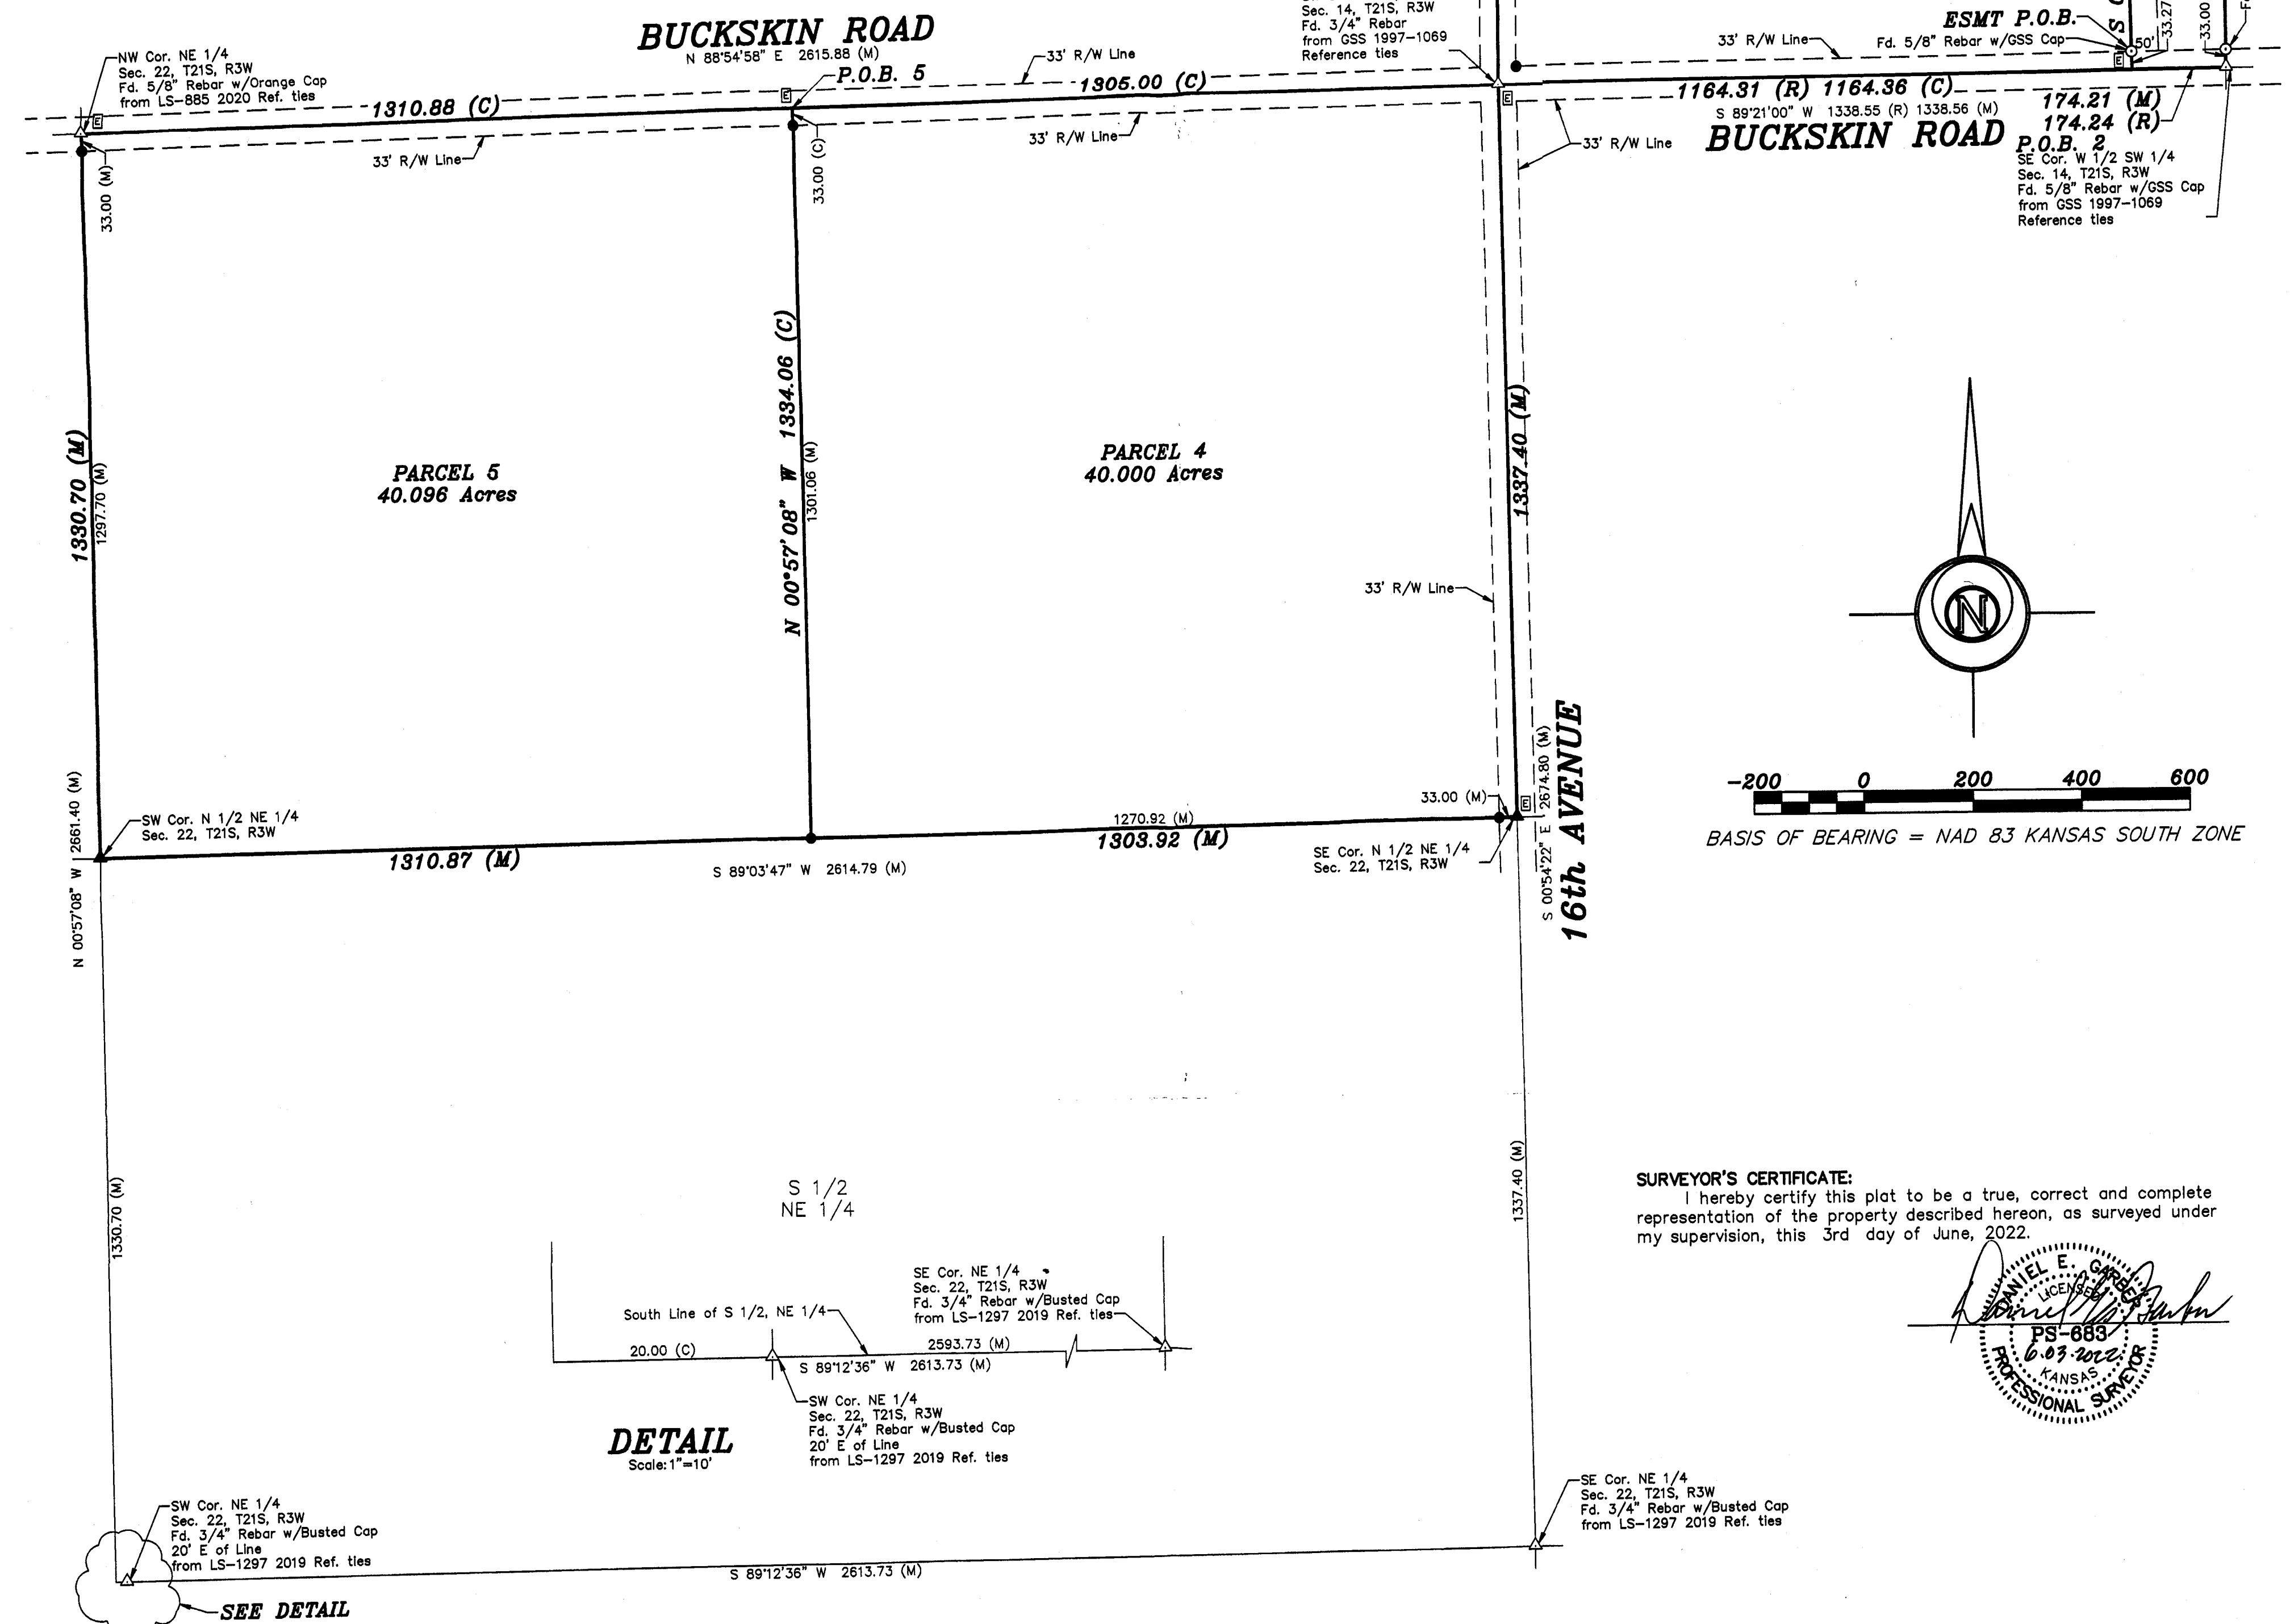 BUCKSKIN ROAD
N 88°54'58" E 2615.88 (M)
NW Cor. NE 1/4
Sec. 22, T21S, R3W
Fd. 5/8" Rebar w/Orange Cap
from LS-885 2020 Ref. ties
1310.88 (C)
33' R/W Line
P.O.B. 5
33' R/W Line
1305.00 (C)
33' R/W Line
Sec. 14, T21S, R3W
Fd. 3/4" Rebar
from GSS 1997-1069
Reference ties
ESMT P.O.B.
33' R/W Line
Fd. 5/8" Rebar w/GSS Cap
50'
33.27
33.00
E
E
E
E
E
1164.31 (R) 1164.36 (C)
S 89°21'00" W 1338.55 (R) 1338.56 (M)
BUCKSKIN ROAD
33' R/W Line
174.21 (M)
174.24 (R)
P.O.B. 2
SE Cor. W 1/2 SW 1/4
Sec. 14, T21S, R3W
Fd. 5/8" Rebar w/GSS Cap
from GSS 1997-1069
Reference ties
33.00 (M)
33.00 (C)
1330.70 (M)
1297.70 (M)
PARCEL 5
40.096 Acres
N 00°57'08" W 1334.06 (C)
1301.06 (M)
PARCEL 4
40.000 Acres
1337.40 (M)
33' R/W Line
N
-200 0 200 400 600
BASIS OF BEARING = NAD 83 KANSAS SOUTH ZONE
N 00°57'08" W 2661.40 (M)
SW Cor. N 1/2 NE 1/4
Sec. 22, T21S, R3W
1310.87 (M)
S 89°03'47" W 2614.79 (M)
1270.92 (M)
1303.92 (M)
33.00 (M)
SE Cor. N 1/2 NE 1/4
Sec. 22, T21S, R3W
S 00°54'22" E 2674.80 (M)
16th AVENUE
1330.70 (M)
S 1/2
NE 1/4
1337.40 (M)
SURVEYOR'S CERTIFICATE:
I hereby certify this plat to be a true, correct and complete
representation of the property described hereon, as surveyed under
my supervision, this 3rd day of June, 2022.
DANIEL E. GARBER
LICENSED
PS-683
6.03.2022
KANSAS
PROFESSIONAL SURVEYOR
SE Cor. NE 1/4
Sec. 22, T21S, R3W
Fd. 3/4" Rebar w/Busted Cap
from LS-1297 2019 Ref. ties
South Line of S 1/2, NE 1/4
20.00 (C)
2593.73 (M)
S 89°12'36" W 2613.73 (M)
SW Cor. NE 1/4
Sec. 22, T21S, R3W
Fd. 3/4" Rebar w/Busted Cap
20' E of Line
from LS-1297 2019 Ref. ties
DETAIL
Scale: 1"=10'
SW Cor. NE 1/4
Sec. 22, T21S, R3W
Fd. 3/4" Rebar w/Busted Cap
20' E of Line
from LS-1297 2019 Ref. ties
SE Cor. NE 1/4
Sec. 22, T21S, R3W
Fd. 3/4" Rebar w/Busted Cap
from LS-1297 2019 Ref. ties
S 89°12'36" W 2613.73 (M)
SEE DETAIL